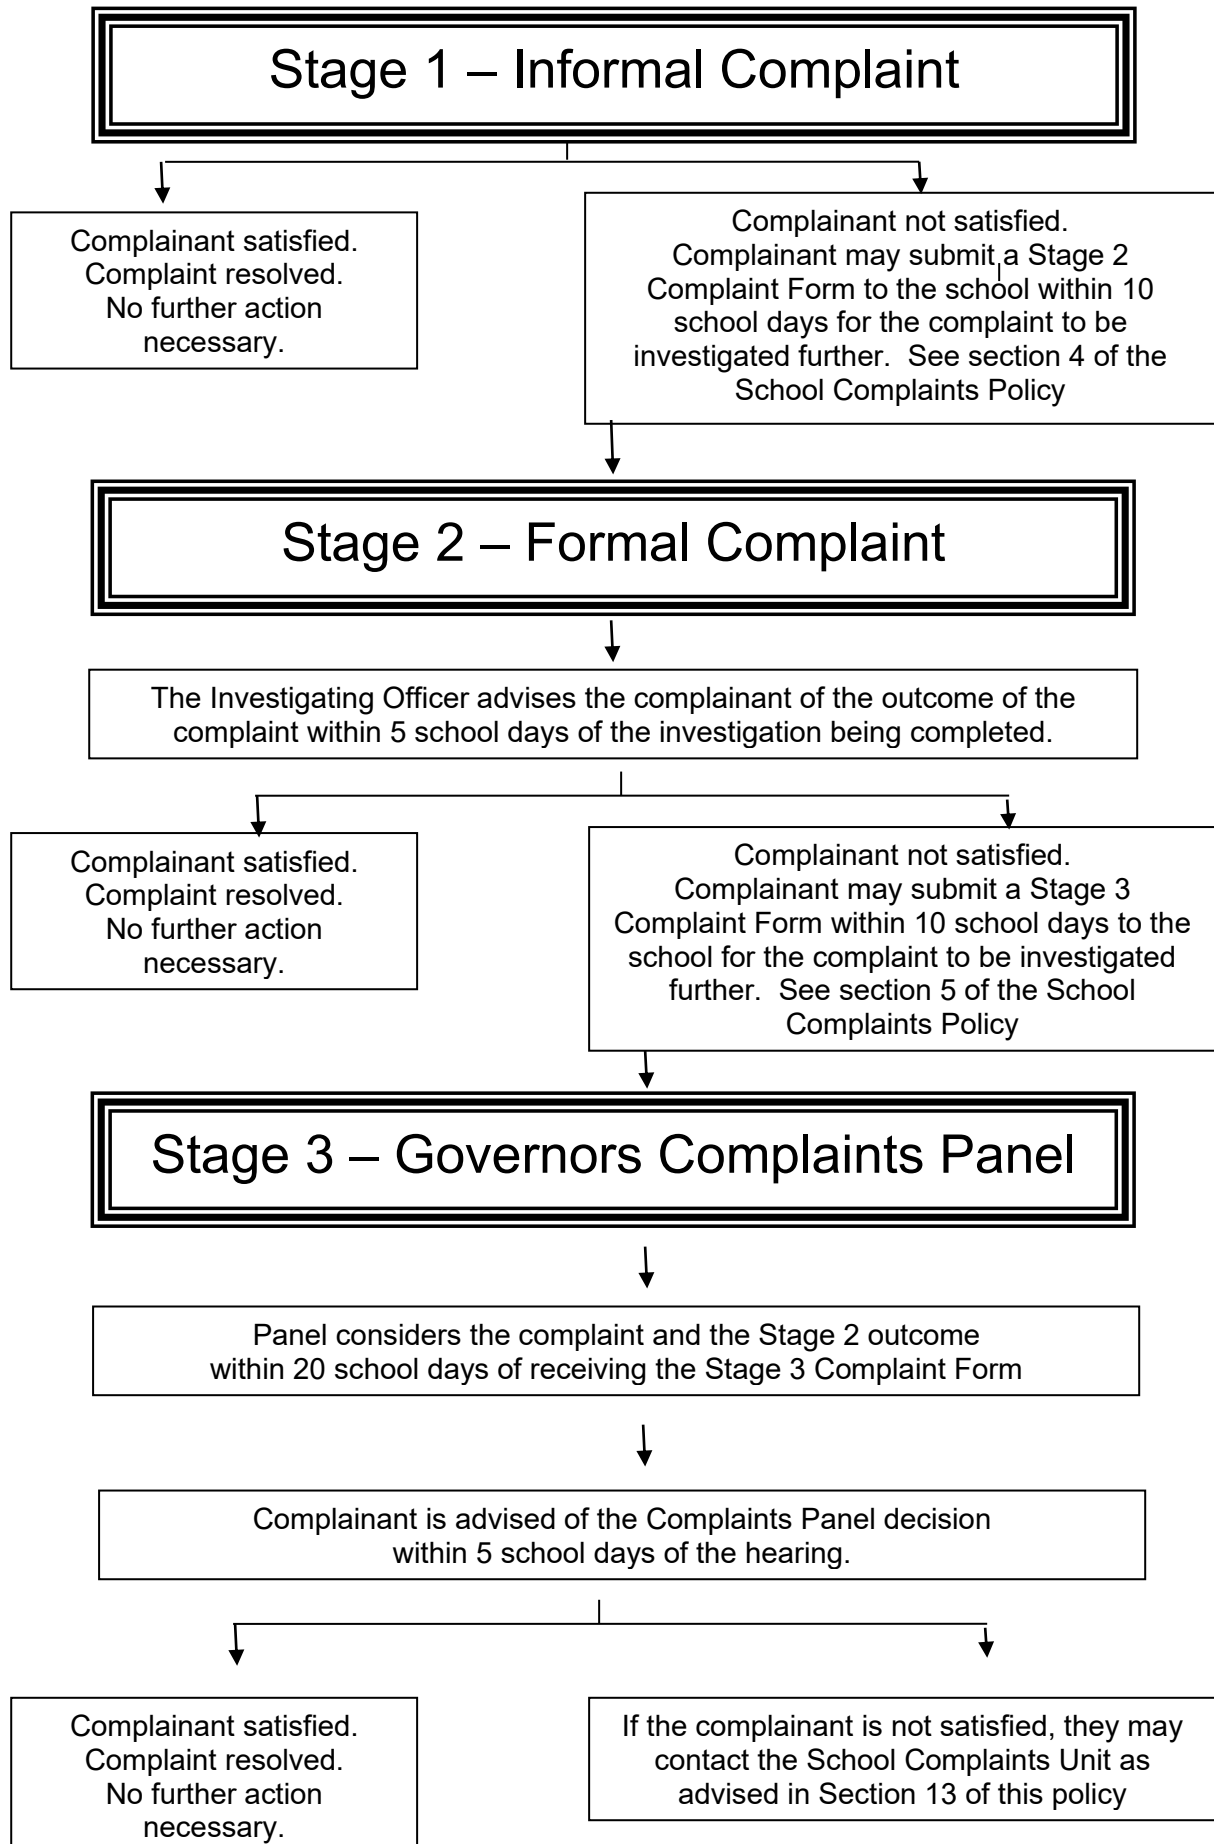 Stage 1 – Informal Complaint
Complainant satisfied.
Complaint resolved.
No further action
necessary.
Complainant not satisfied.
Complainant may submit a Stage 2
Complaint Form to the school within 10
school days for the complaint to be
investigated further.  See section 4 of the
School Complaints Policy
Stage 2 – Formal Complaint
The Investigating Officer advises the complainant of the outcome of the
complaint within 5 school days of the investigation being completed.
Complainant satisfied.
Complaint resolved.
No further action
necessary.
Complainant not satisfied.
Complainant may submit a Stage 3
Complaint Form within 10 school days to the
school for the complaint to be investigated
further.  See section 5 of the School
Complaints Policy
Stage 3 – Governors Complaints Panel
Panel considers the complaint and the Stage 2 outcome
within 20 school days of receiving the Stage 3 Complaint Form
Complainant is advised of the Complaints Panel decision
within 5 school days of the hearing.
Complainant satisfied.
Complaint resolved.
No further action
necessary.
If the complainant is not satisfied, they may
contact the School Complaints Unit as
advised in Section 13 of this policy